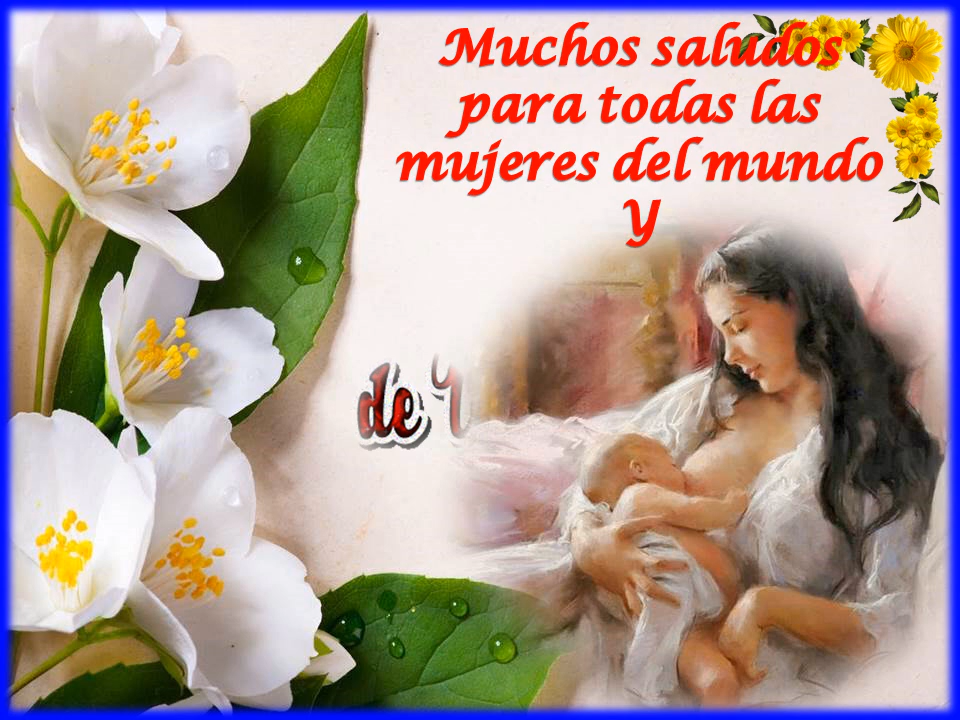 Muchos saludos
para todas las
mujeres del mundo
Y
de